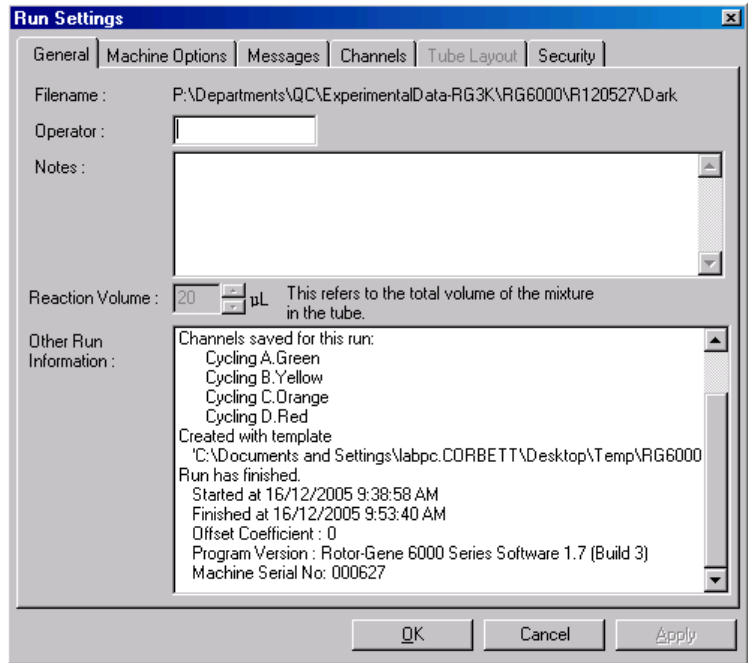 Run Settings
General Machine Options Messages Channels Tube Layout Security
Filename : P:\Departments\QC\ExperimentalData-RG3K\RG6000\R120527\Dark
Operator :
Notes :
Reaction Volume : 20 µL This refers to the total volume of the mixture
in the tube.
Other Run
Information :
Channels saved for this run:
Cycling A.Green
Cycling B.Yellow
Cycling C.Orange
Cycling D.Red
Created with template
'C:\Documents and Settings\labpc.CORBETT\Desktop\Temp\RG6000
Run has finished.
Started at 16/12/2005 9:38:58 AM
Finished at 16/12/2005 9:53:40 AM
Offset Coefficient : 0
Program Version : Rotor-Gene 6000 Series Software 1.7 (Build 3)
Machine Serial No: 000627
OK Cancel Apply